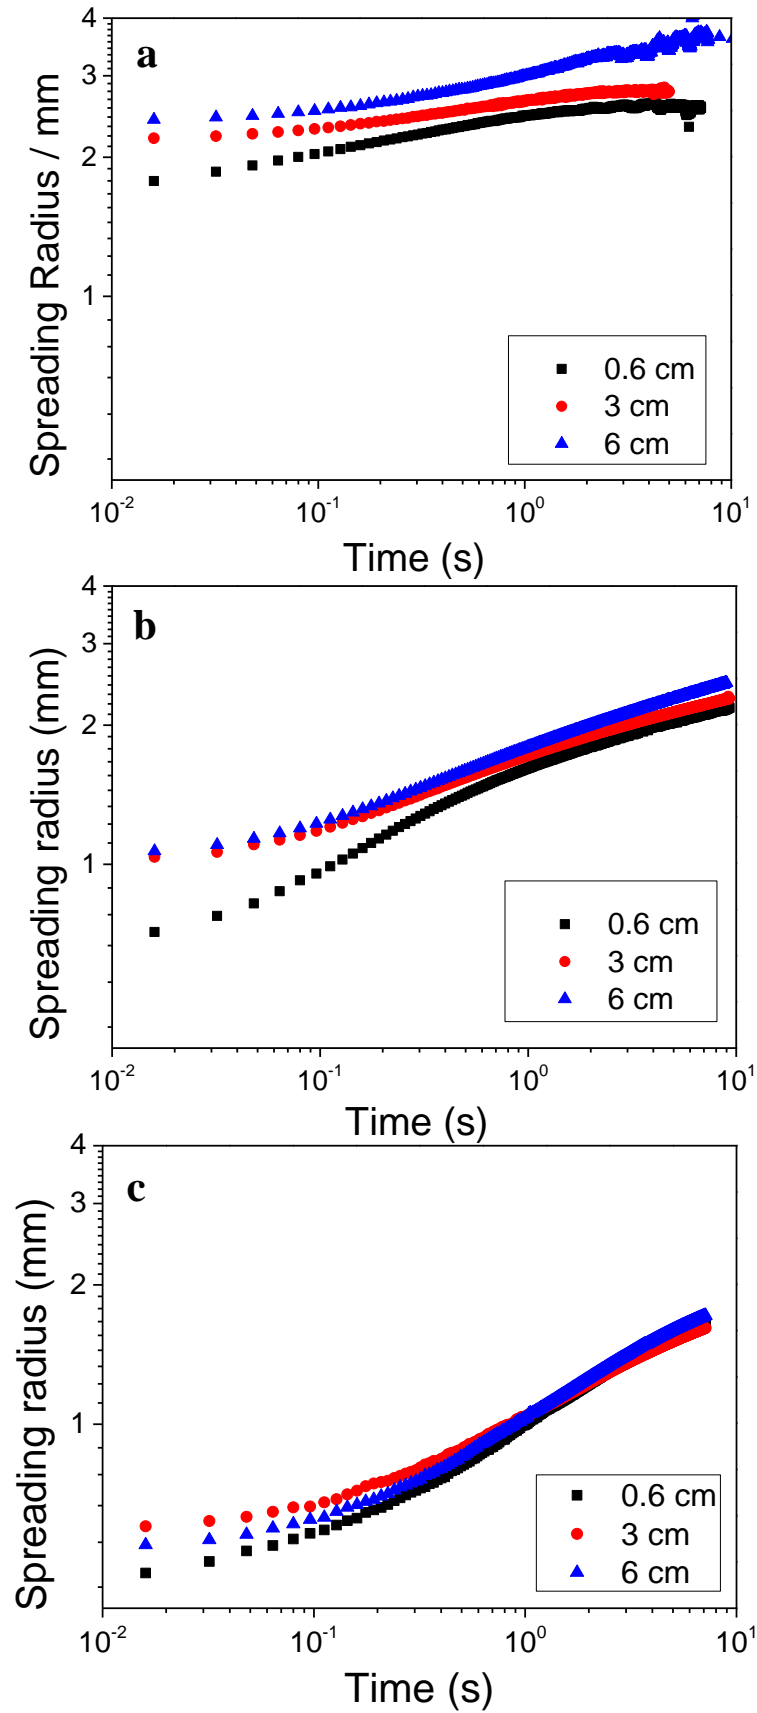 a
4
3
2
1
Spreading Radius / mm
0.6 cm
3 cm
6 cm
10-2
10-1
100
101
Time (s)
b
4
3
2
1
Spreading radius (mm)
0.6 cm
3 cm
6 cm
10-2
10-1
100
101
Time (s)
c
4
3
2
1
Spreading radius (mm)
0.6 cm
3 cm
6 cm
10-2
10-1
100
101
Time (s)